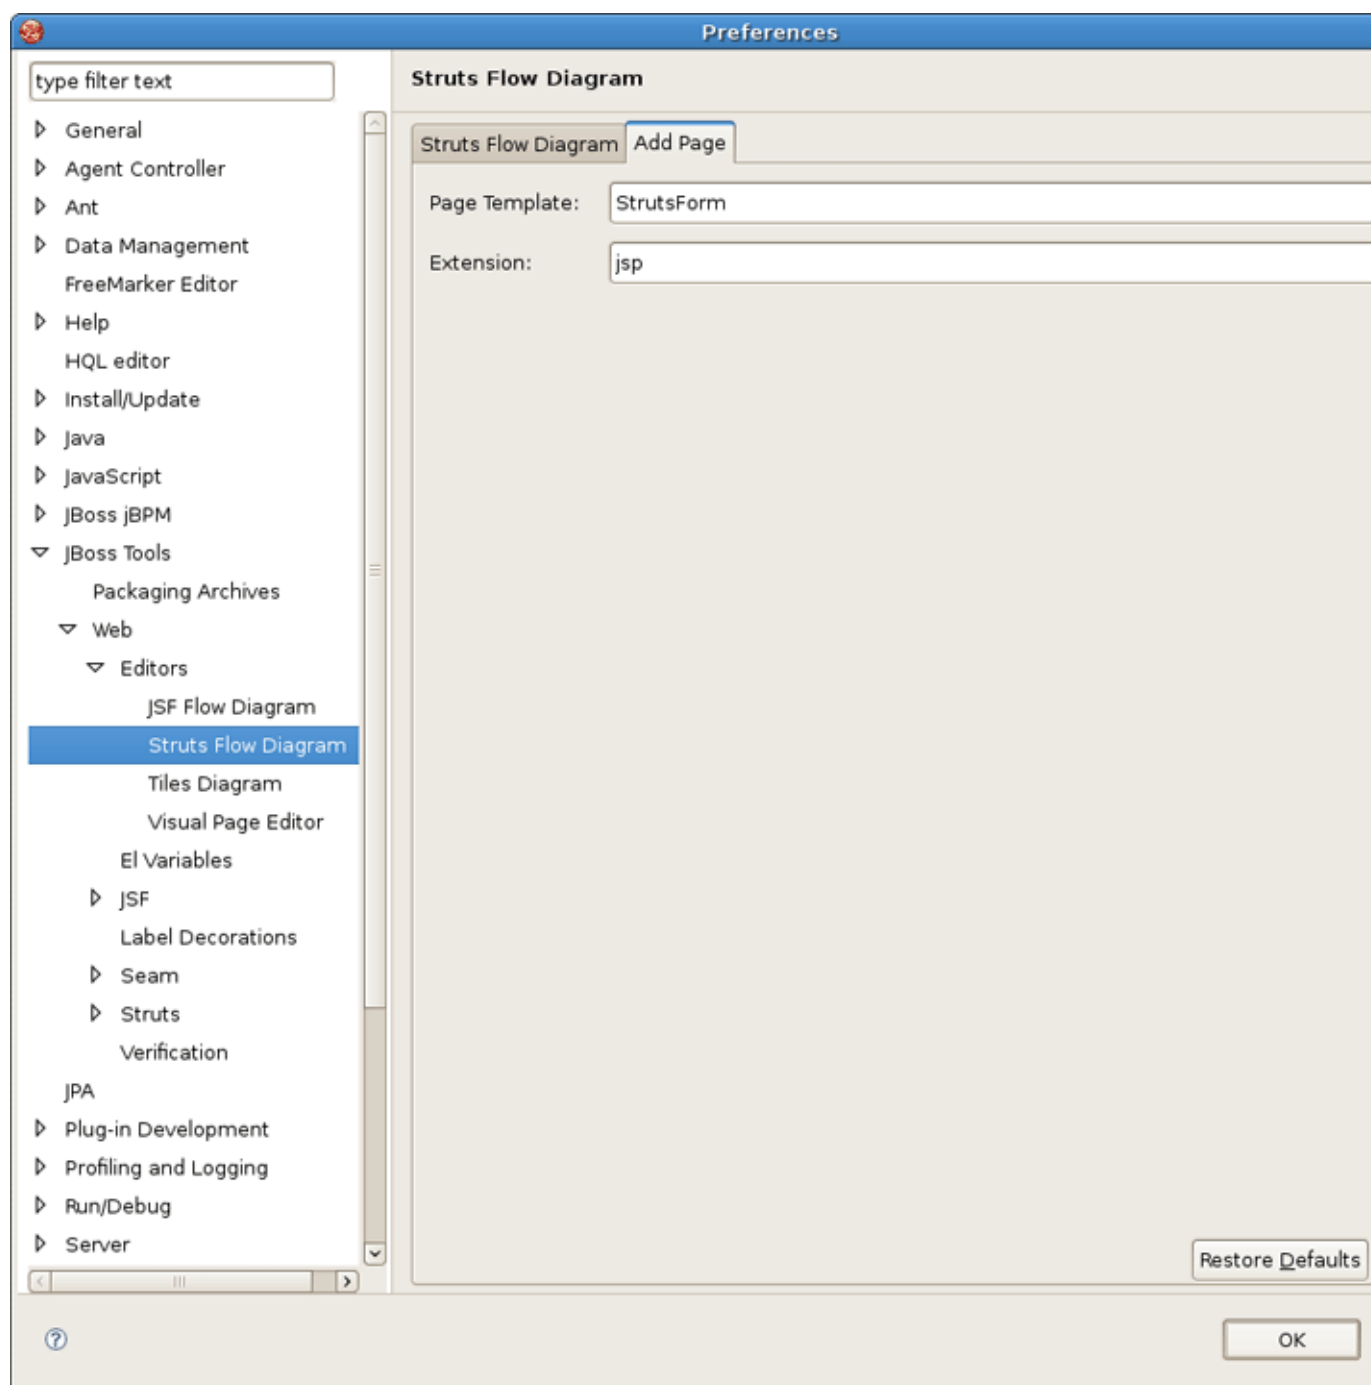 Preferences
type filter text
General
Agent Controller
Ant
Data Management
FreeMarker Editor
Help
HQL editor
Install/Update
Java
JavaScript
JBoss jBPM
JBoss Tools
Packaging Archives
Web
Editors
JSF Flow Diagram
Struts Flow Diagram
Tiles Diagram
Visual Page Editor
El Variables
JSF
Label Decorations
Seam
Struts
Verification
JPA
Plug-in Development
Profiling and Logging
Run/Debug
Server
Struts Flow Diagram
Struts Flow Diagram Add Page
Page Template: StrutsForm
Extension: jsp
Restore Defaults
OK